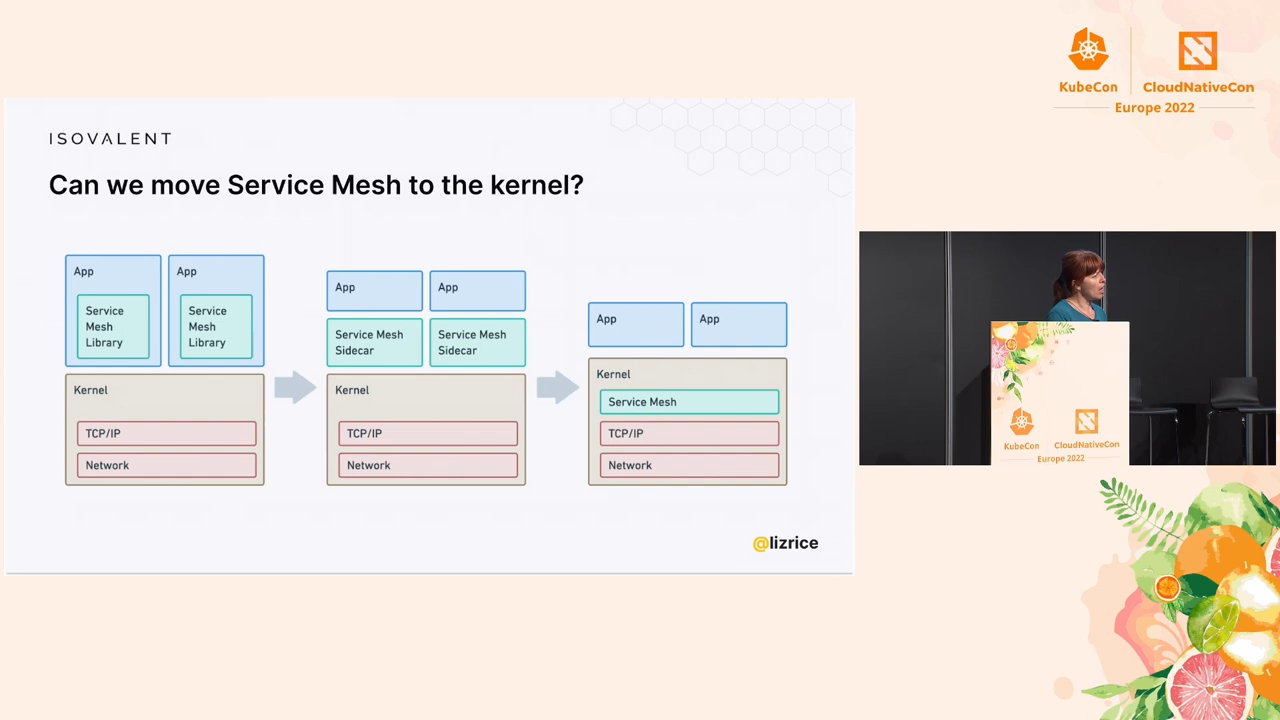 KubeCon
CloudNativeCon
Europe 2022
ISOVALENT
Can we move Service Mesh to the kernel?
App
Service
Mesh
Library
App
Service
Mesh
Library
Kernel
TCP/IP
Network
App
App
Service Mesh
Sidecar
Service Mesh
Sidecar
Kernel
TCP/IP
Network
App
App
Kernel
Service Mesh
TCP/IP
Network
@lizrice
KubeCon
CloudNativeCon
Europe 2022